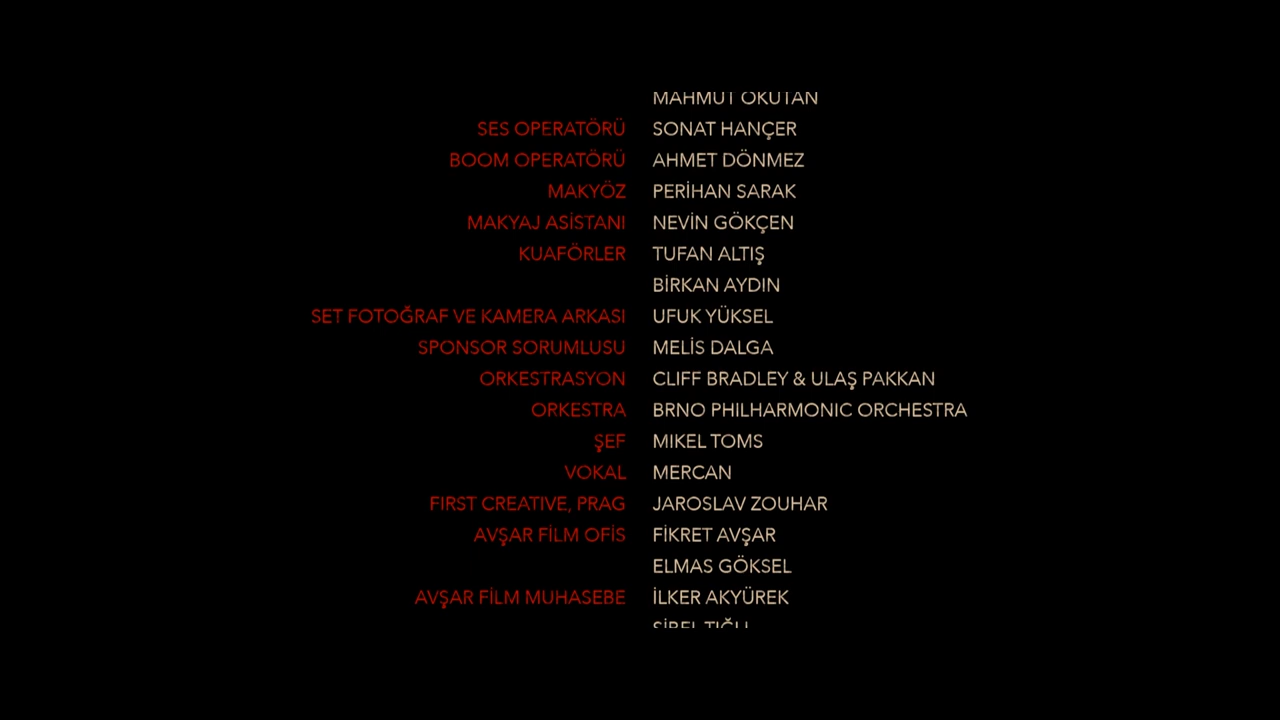 MAHMUT OKUTAN
SES OPERATÖRÜ SONAT HANÇER
BOOM OPERATÖRÜ AHMET DÖNMEZ
MAKYÖZ PERİHAN SARAK
MAKYAJ ASİSTANI NEVİN GÖKÇEN
KUAFÖRLER TUFAN ALTIŞ
BİRKAN AYDIN
SET FOTOĞRAF VE KAMERA ARKASI UFUK YÜKSEL
SPONSOR SORUMLUSU MELİS DALGA
ORKESTRASYON CLIFF BRADLEY & ULAŞ PAKKAN
ORKESTRA BRNO PHILHARMONIC ORCHESTRA
ŞEF MIKEL TOMS
VOKAL MERCAN
FIRST CREATIVE, PRAG JAROSLAV ZOUHAR
AVŞAR FİLM OFİS FİKRET AVŞAR
ELMAS GÖKSEL
AVŞAR FİLM MUHASEBE İLKER AKYÜREK
SİBEL